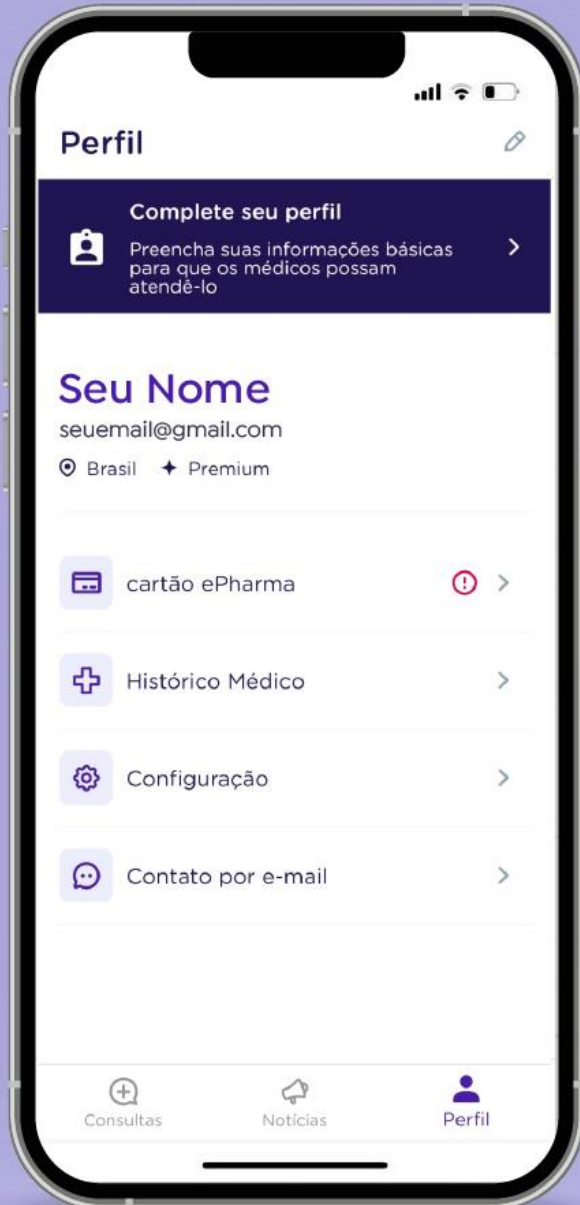 Perfil
Complete seu perfil
Preencha suas informações básicas
para que os médicos possam
atendê-lo
Seu Nome
seuemail@gmail.com
Brasil Premium
cartão ePharma
Histórico Médico
Configuração
Contato por e-mail
Consultas Notícias Perfil